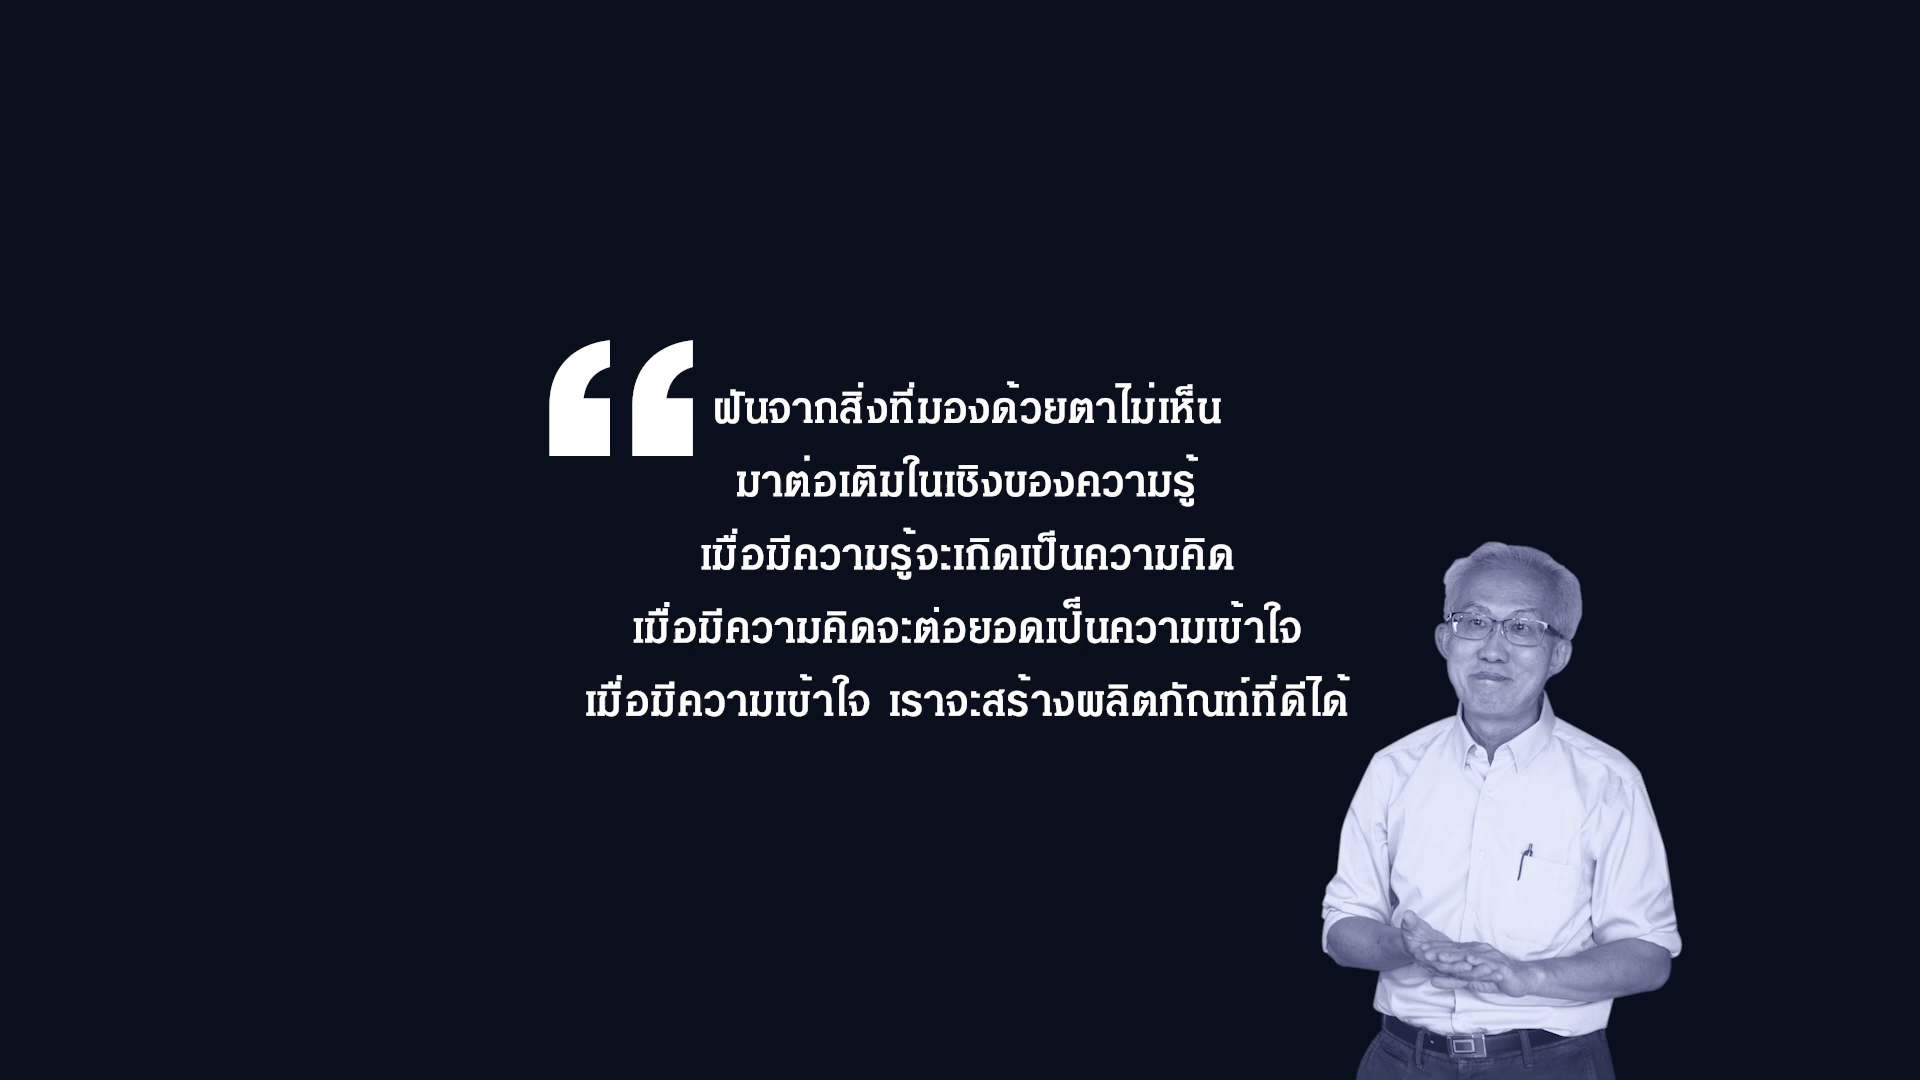 “ ฝันจากสิ่งที่มองด้วยตาไม่เห็น
มาต่อเติมในเชิงของความรู้
เมื่อมีความรู้จะเกิดเป็นความคิด
เมื่อมีความคิดจะต่อยอดเป็นความเข้าใจ
เมื่อมีความเข้าใจ เราจะสร้างผลิตภัณฑ์ที่ดีได้